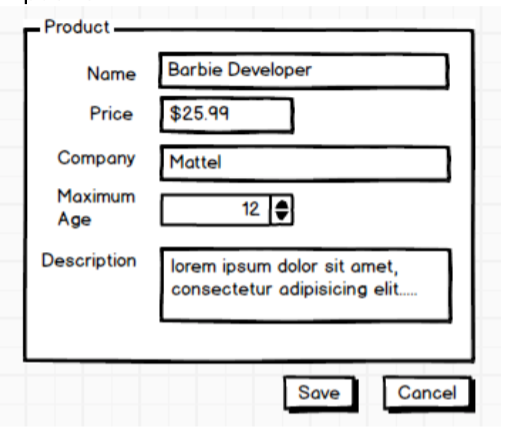 Product
Name
Barbie Developer
Price
$25.99
Company
Mattel
Maximum
Age
12
Description
lorem ipsum dolor sit amet,
consectetur adipisicing elit.....
Save
Cancel